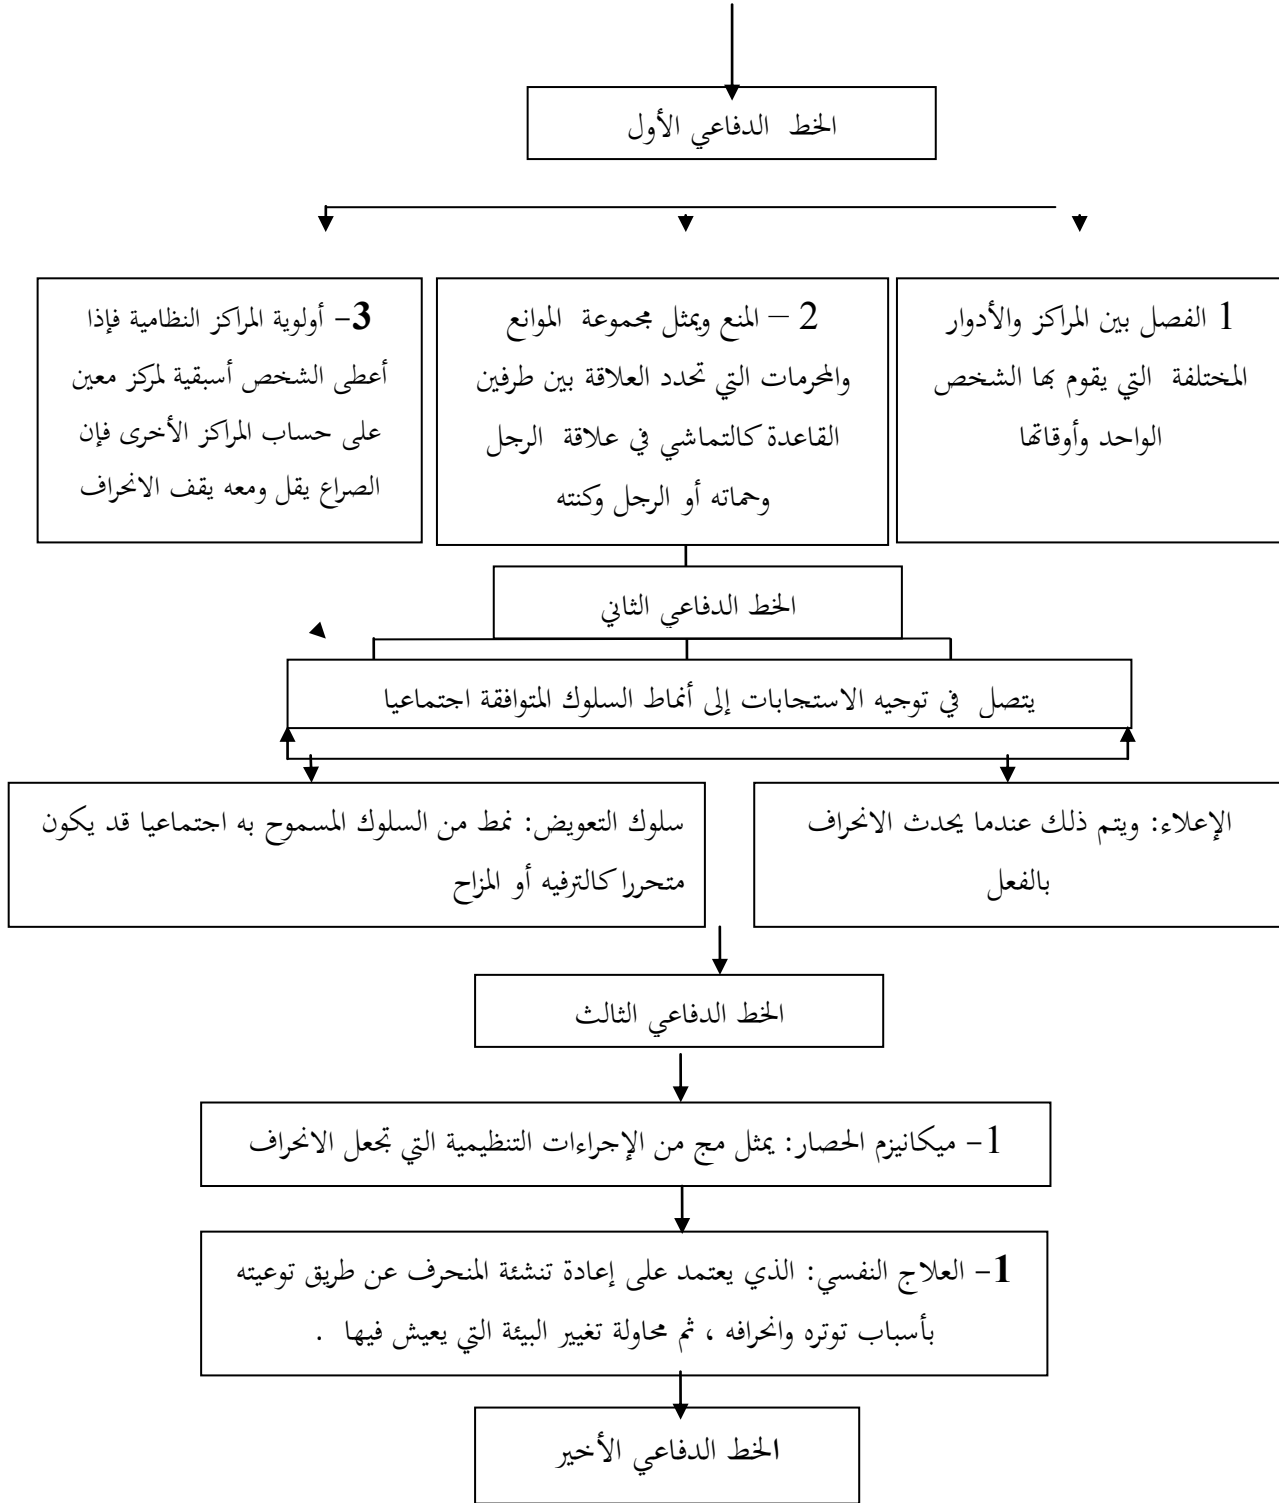 الخط الدفاعي الأول
1 الفصل بين المراكز والأدوار
المختلفة التي يقوم بها الشخص
الواحد وأوقاتها
2 – المنع ويمثل مجموعة الموانع
والمحرمات التي تحدد العلاقة بين طرفين
القاعدة كالتماشي في علاقة الرجل
وحماته أو الرجل وكنته
3- أولوية المراكز النظامية فإذا
أعطى الشخص أسبقية لمركز معين
على حساب المراكز الأخرى فإن
الصراع يقل ومعه يقف الانحراف
الخط الدفاعي الثاني
يتصل في توجيه الاستجابات إلى أنماط السلوك المتوافقة اجتماعيا
الإعلاء: ويتم ذلك عندما يحدث الانحراف
بالفعل
سلوك التعويض: نمط من السلوك المسموح به اجتماعيا قد يكون
متحررا كالترفيه أو المزاح
الخط الدفاعي الثالث
1- ميكانيزم الحصار: يمثل مج من الإجراءات التنظيمية التي تجعل الانحراف
1- العلاج النفسي: الذي يعتمد على إعادة تنشئة المنحرف عن طريق توعيته
بأسباب توتره وانحرافه ، ثم محاولة تغيير البيئة التي يعيش فيها .
الخط الدفاعي الأخير